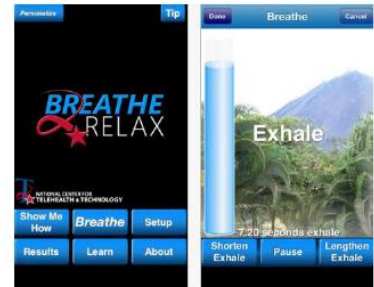 Personalize
Tip
BREATHE
RELAX
NATIONAL CENTER FOR
TELEHEALTH & TECHNOLOGY
Show Me
How
Breathe
Setup
Results
Learn
About
Done
Breathe
Cancel
Exhale
7.20 seconds exhale
Shorten
Exhale
Pause
Lengthen
Exhale